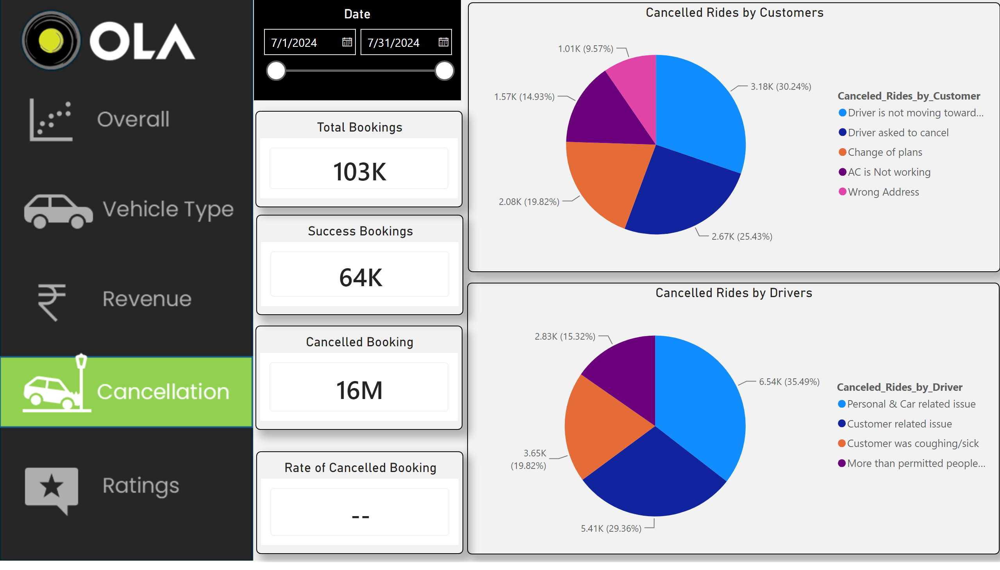 OLA
Overall
Vehicle Type
Revenue
Cancellation
Ratings
Date
7/1/2024
7/31/2024
Total Bookings
103K
Success Bookings
64K
Cancelled Booking
16M
Rate of Cancelled Booking
--
Cancelled Rides by Customers
1.01K (9.57%)
3.18K (30.24%)
1.57K (14.93%)
2.08K (19.82%)
2.67K (25.43%)
Canceled_Rides_by_Customer
Driver is not moving toward...
Driver asked to cancel
Change of plans
AC is Not working
Wrong Address
Cancelled Rides by Drivers
2.83K (15.32%)
6.54K (35.49%)
3.65K
(19.82%)
5.41K (29.36%)
Canceled_Rides_by_Driver
Personal & Car related issue
Customer related issue
Customer was coughing/sick
More than permitted people...